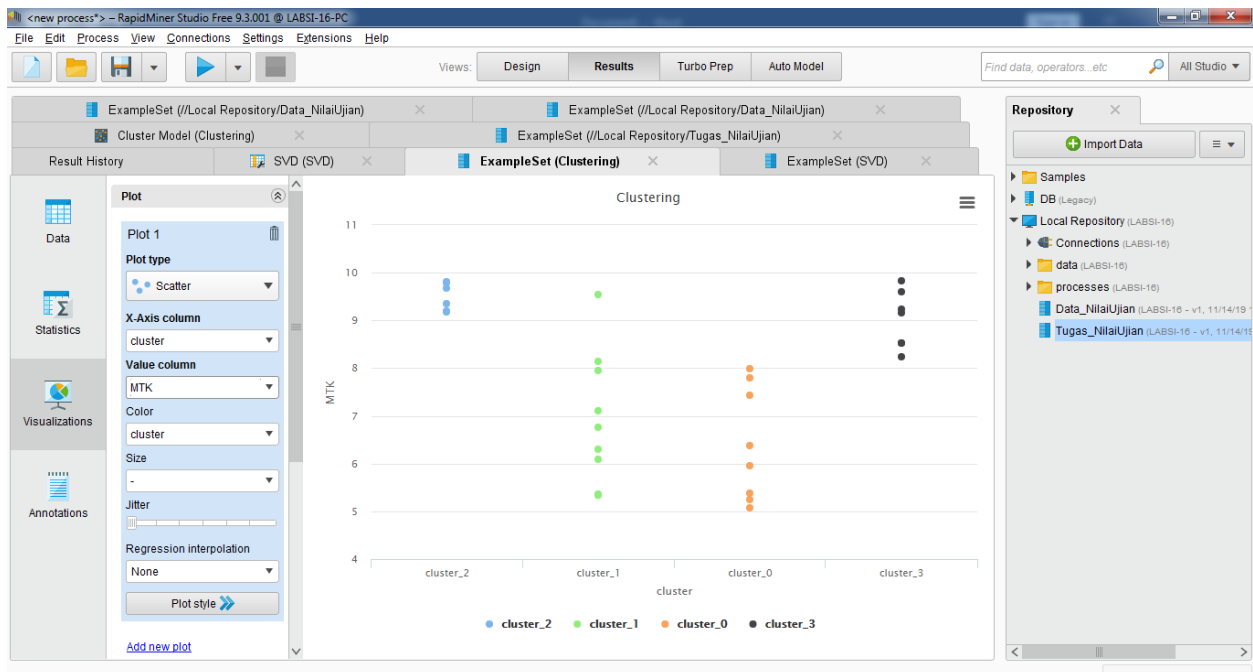 <new process*> – RapidMiner Studio Free 9.3.001 @ LABSI-16-PC
File Edit Process View Connections Settings Extensions Help
Views: Design Results Turbo Prep Auto Model
Find data, operators...etc
All Studio
ExampleSet (//Local Repository/Data_NilaiUjian)
ExampleSet (//Local Repository/Data_NilaiUjian)
Cluster Model (Clustering)
ExampleSet (//Local Repository/Tugas_NilaiUjian)
Result History
SVD (SVD)
ExampleSet (Clustering)
ExampleSet (SVD)
Data
Statistics
Visualizations
Annotations
Plot
Plot 1
Plot type
Scatter
X-Axis column
cluster
Value column
MTK
Color
cluster
Size
-
Jitter
Regression interpolation
None
Plot style
Add new plot
Clustering
11
10
9
8
7
6
5
4
MTK
cluster_2 cluster_1 cluster_0 cluster_3
cluster
cluster_2 cluster_1 cluster_0 cluster_3
Repository
Import Data
Samples
DB (Legacy)
Local Repository (LABSI-16)
Connections (LABSI-16)
data (LABSI-16)
processes (LABSI-16)
Data_NilaiUjian (LABSI-16 - v1, 11/14/19
Tugas_NilaiUjian (LABSI-16 - v1, 11/14/19